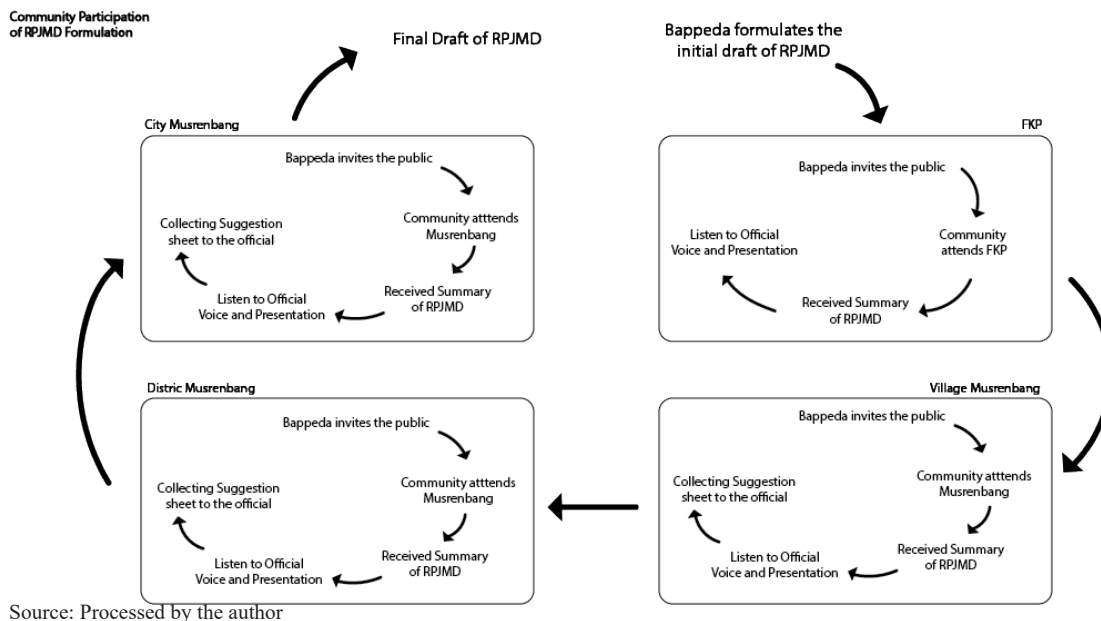 Community Participation
of RPJMD Formulation
Final Draft of RPJMD
Bappeda formulates the
initial draft of RPJMD
City Musrenbang
Bappeda invites the public
Community atttends
Musrenbang
Received Summary
of RPJMD
Listen to Official
Voice and Presentation
Collecting Suggestion
sheet to the official
FKP
Bappeda invites the public
Community
attends FKP
Received Summary
of RPJMD
Listen to Official
Voice and Presentation
Distric Musrenbang
Bappeda invites the public
Community atttends
Musrenbang
Received Summary
of RPJMD
Listen to Official
Voice and Presentation
Collecting Suggestion
sheet to the official
Village Musrenbang
Bappeda invites the public
Community atttends
Musrenbang
Received Summary
of RPJMD
Listen to Official
Voice and Presentation
Collecting Suggestion
sheet to the official
Source: Processed by the author